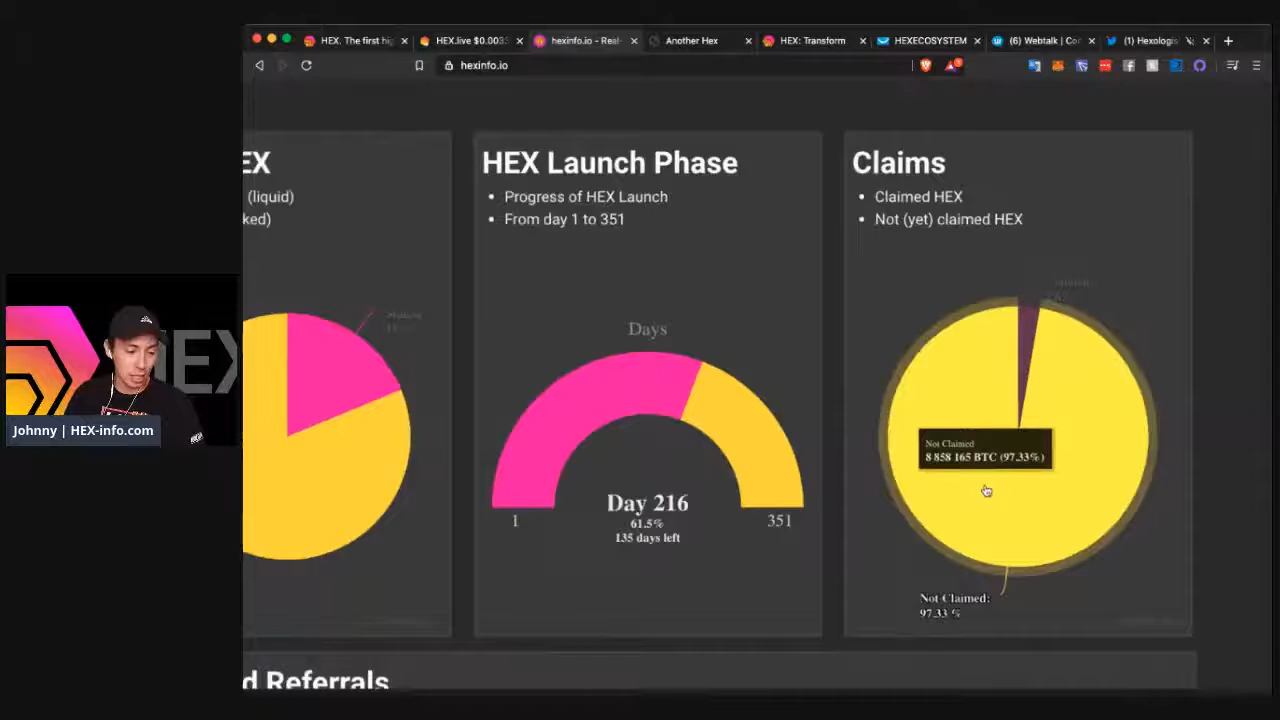 HEX. The first hi
HEX.live $0.003
hexinfo.io - Real-
Another Hex
HEX: Transform
HEXECOSYSTEM
(6) Webtalk | Co
(1) Hexologis
hexinfo.io
EX
(liquid)
ked)
HEX Launch Phase
Progress of HEX Launch
From day 1 to 351
Days
Day 216
61.5%
135 days left
1
351
Claims
Claimed HEX
Not (yet) claimed HEX
Not Claimed
8 858 165 BTC (97.33%)
Not Claimed:
97.33 %
d Referrals
HEX
Johnny | HEX-info.com